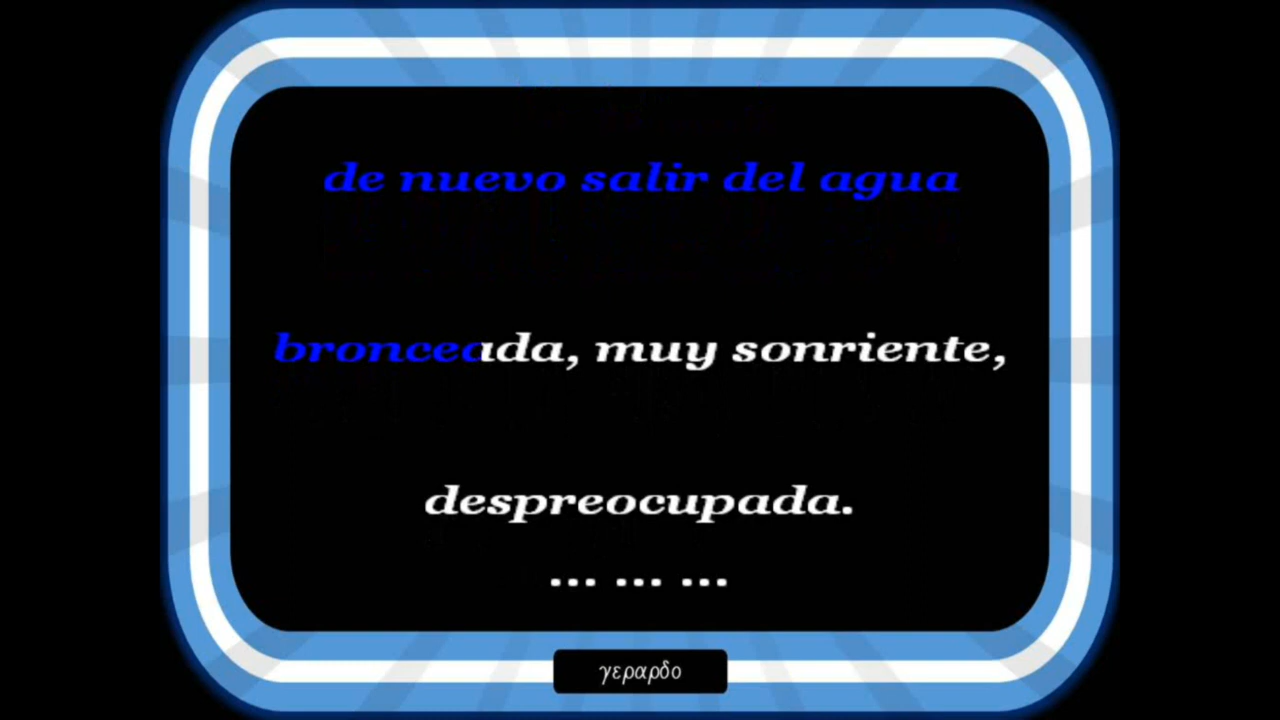 de nuevo salir del agua
bronceada, muy sonriente,
despreocupada.
... ... ...
γεραρδο